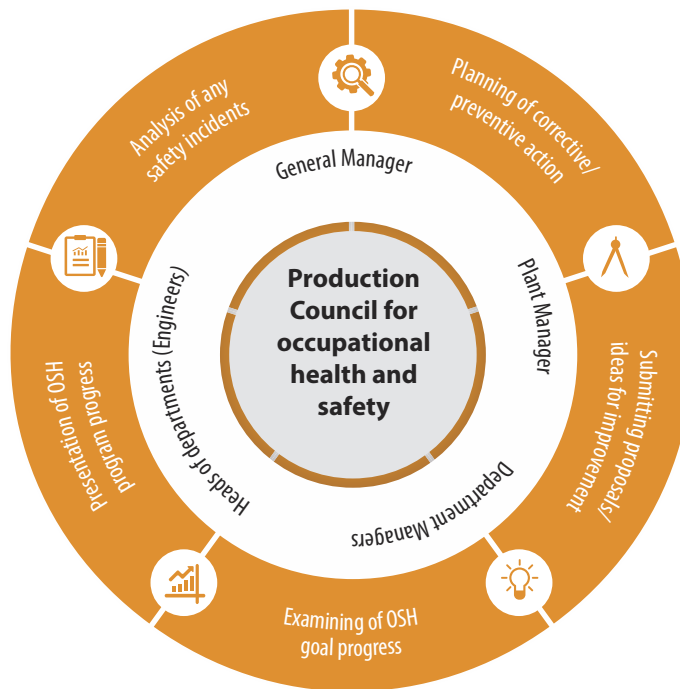 Production
Council for
occupational
health and
safety
General Manager
Plant Manager
Department Managers
Heads of departments (Engineers)
Analysis of any
safety incidents
Planning of corrective/
preventive action
Submitting proposals/
ideas for improvement
Examining of OSH
goal progress
Presentation of HSO
program progress